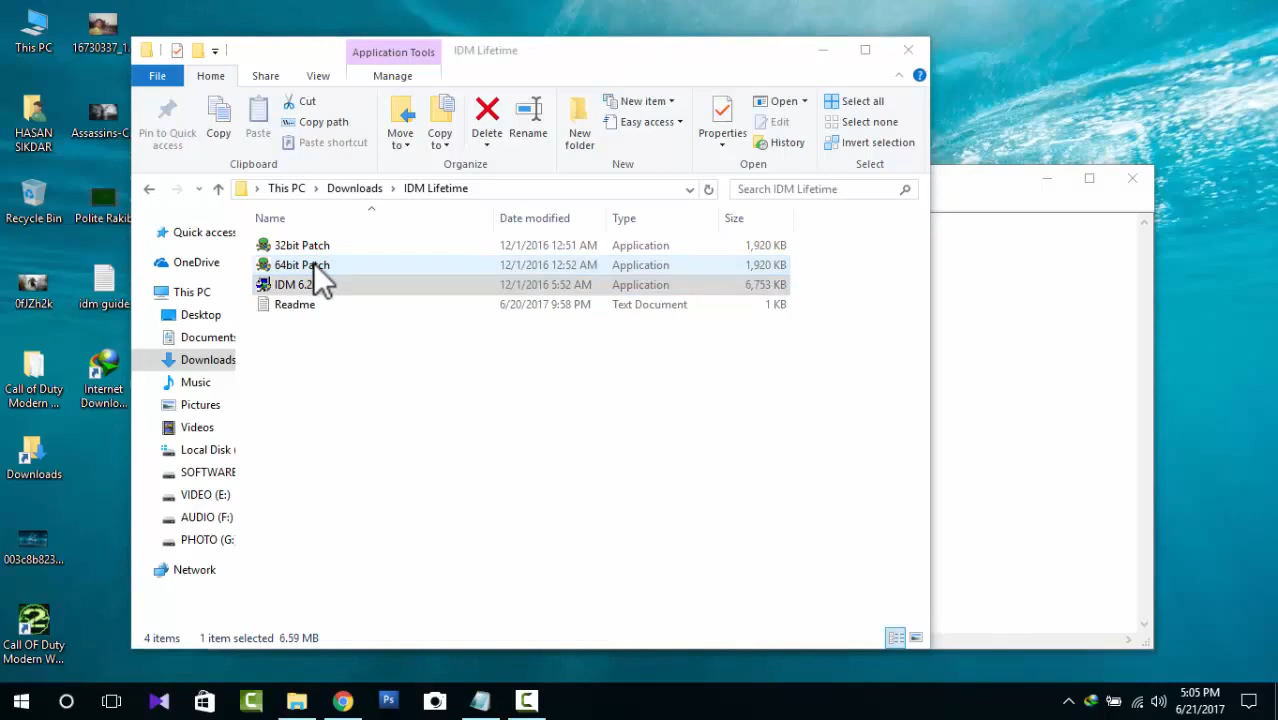 This PC
16730337_1...
HASAN
SIKDAR
Assassins-C
Recycle Bin
Polite Rakib
0fJZh2k
idm guide
Call of Duty
Modern ...
Internet
Downlo...
Downloads
003c8b823...
Call OF Duty
Modern W...
Application Tools
IDM Lifetime
File
Home
Share
View
Manage
Pin to Quick
access
Copy
Paste
Cut
Copy path
Paste shortcut
Clipboard
Move
to
Copy
to
Delete
Rename
Organize
New
folder
New item
Easy access
New
Properties
Open
Edit
History
Open
Select all
Select none
Invert selection
Select
This PC
Downloads
IDM Lifetime
Search IDM Lifetime
Name
Date modified
Type
Size
32bit Patch
12/1/2016 12:51 AM
Application
1,920 KB
64bit Patch
12/1/2016 12:52 AM
Application
1,920 KB
IDM 6.2
12/1/2016 5:52 AM
Application
6,753 KB
Readme
6/20/2017 9:58 PM
Text Document
1 KB
Quick access
OneDrive
This PC
Desktop
Documents
Downloads
Music
Pictures
Videos
Local Disk (
SOFTWARE
VIDEO (E:)
AUDIO (F:)
PHOTO (G:
Network
4 items
1 item selected 6.59 MB
Ps
5:05 PM
6/21/2017